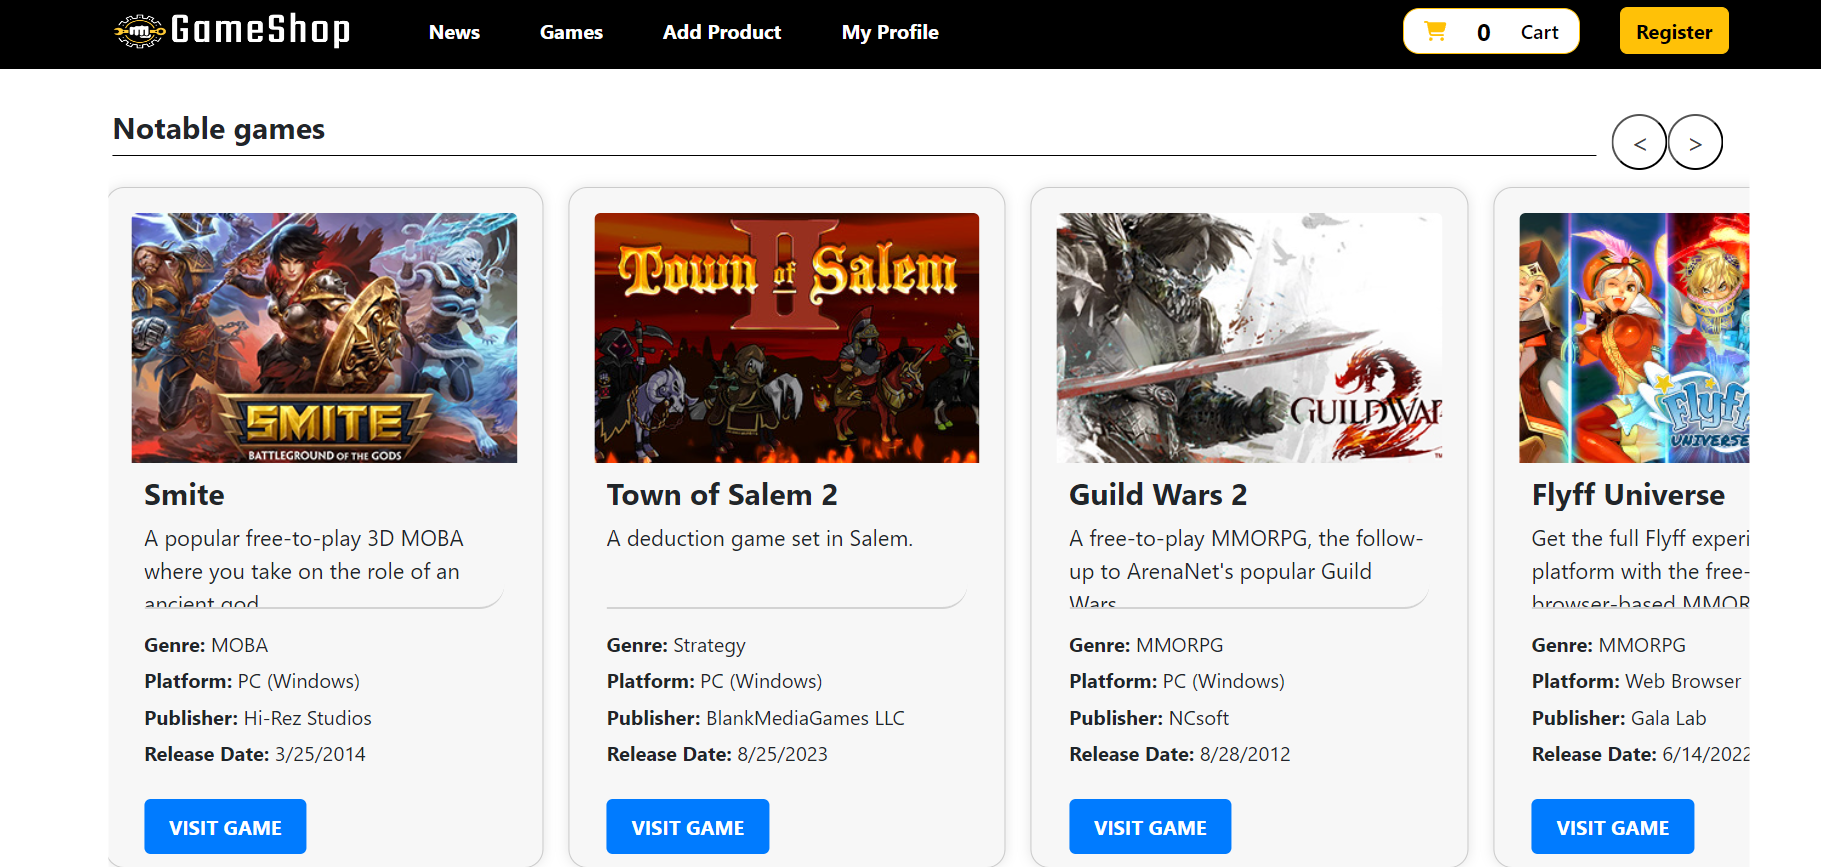 GameShop
News
Games
Add Product
My Profile
0
Cart
Register
Notable games
<
>
SMITE
BATTLEGROUND OF THE GODS
Smite
A popular free-to-play 3D MOBA
where you take on the role of an
ancient god
Genre: MOBA
Platform: PC (Windows)
Publisher: Hi-Rez Studios
Release Date: 3/25/2014
VISIT GAME
Town of Salem
II
Town of Salem 2
A deduction game set in Salem.
Genre: Strategy
Platform: PC (Windows)
Publisher: BlankMediaGames LLC
Release Date: 8/25/2023
VISIT GAME
GUILD WAR
2
™
Guild Wars 2
A free-to-play MMORPG, the follow-
up to ArenaNet's popular Guild
Wars
Genre: MMORPG
Platform: PC (Windows)
Publisher: NCsoft
Release Date: 8/28/2012
VISIT GAME
Flyff
UNIVERSE
Flyff Universe
Get the full Flyff experi
platform with the free-
browser-based MMOR
Genre: MMORPG
Platform: Web Browser
Publisher: Gala Lab
Release Date: 6/14/2022
VISIT GAME